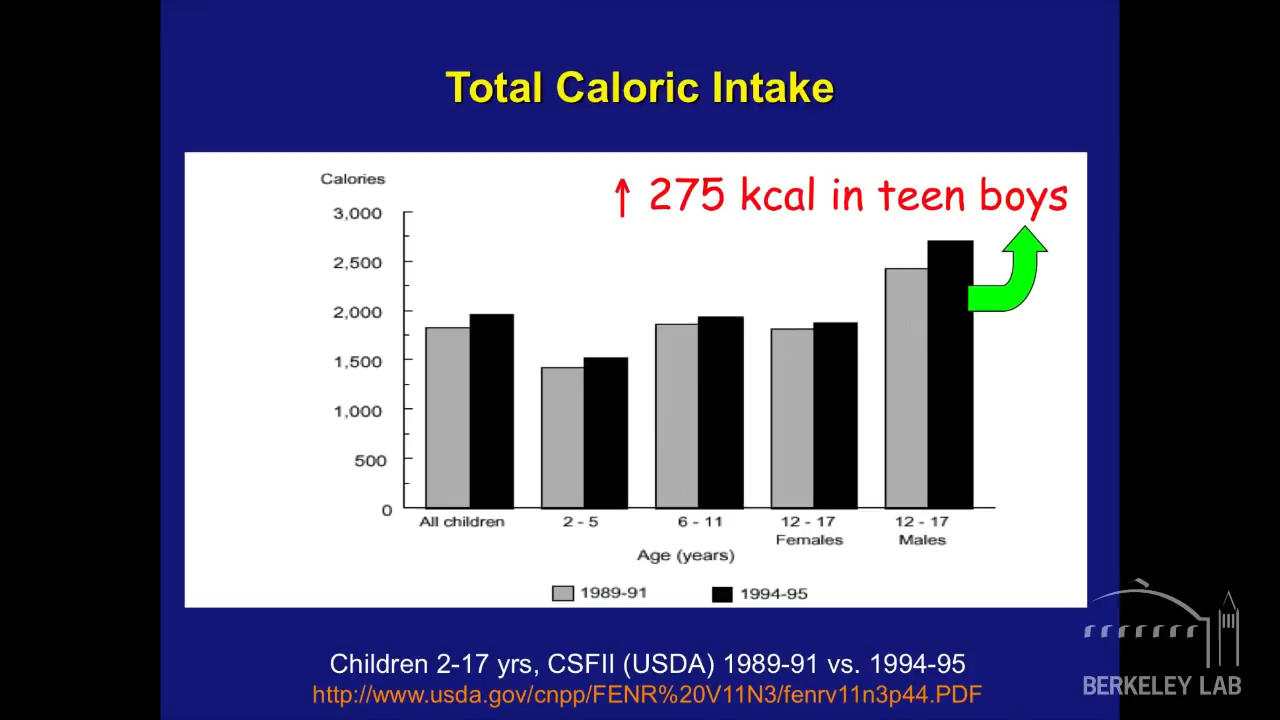 Total Caloric Intake
Calories
↑ 275 kcal in teen boys
3,000
2,500
2,000
1,500
1,000
500
0
All children
2 - 5
6 - 11
12 - 17
Females
12 - 17
Males
Age (years)
1989-91
1994-95
Children 2-17 yrs, CSFII (USDA) 1989-91 vs. 1994-95
http://www.usda.gov/cnpp/FENR%20V11N3/fenrv11n3p44.PDF
BERKELEY LAB